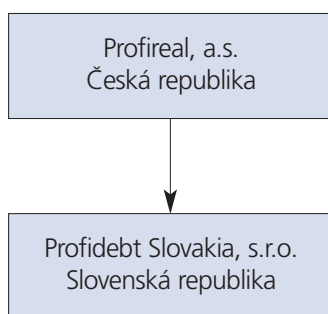 Profireal, a.s.
Česká republika
Profidebt Slovakia, s.r.o.
Slovenská republika